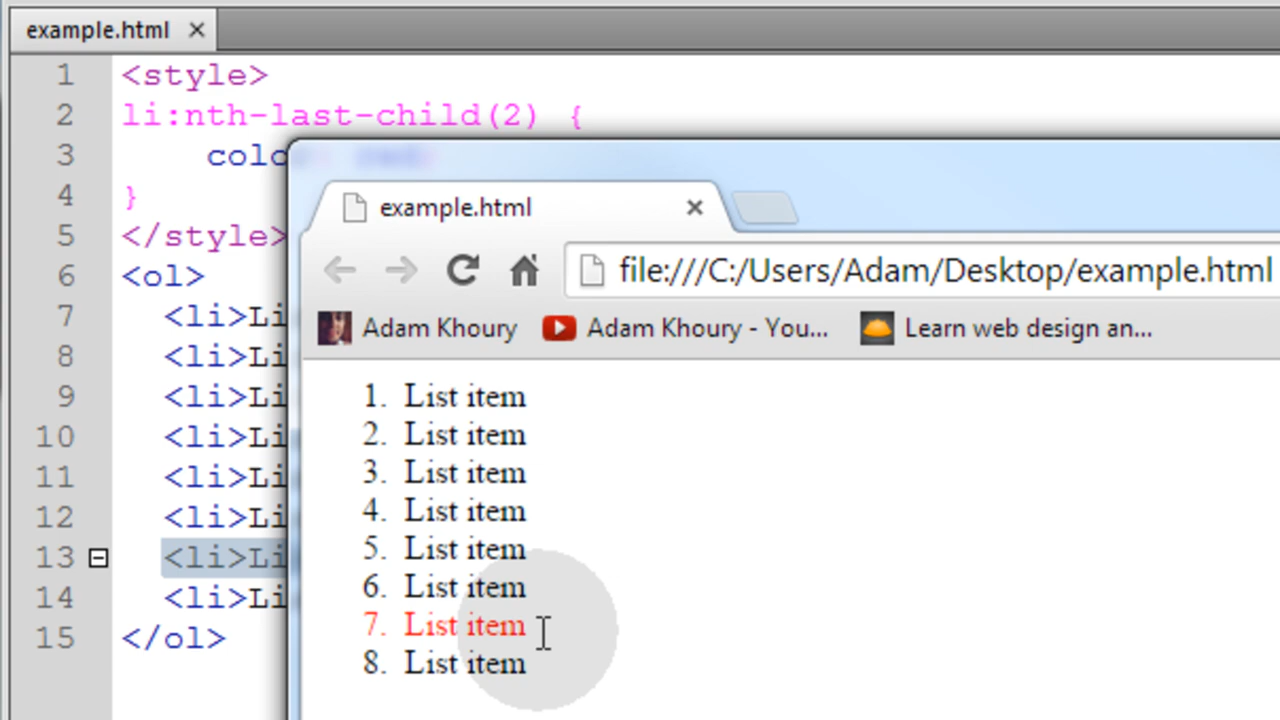 example.html
1 <style>
2 li:nth-last-child(2) {
3 colo
4 }
5 </style>
6 <ol>
7 <li>Li
8 <li>Li
9 <li>Li
10 <li>Li
11 <li>Li
12 <li>Li
13 <li>Li
14 <li>Li
15 </ol>
example.html
file:///C:/Users/Adam/Desktop/example.html
Adam Khoury Adam Khoury - You... Learn web design an...
1. List item
2. List item
3. List item
4. List item
5. List item
6. List item
7. List item
8. List item